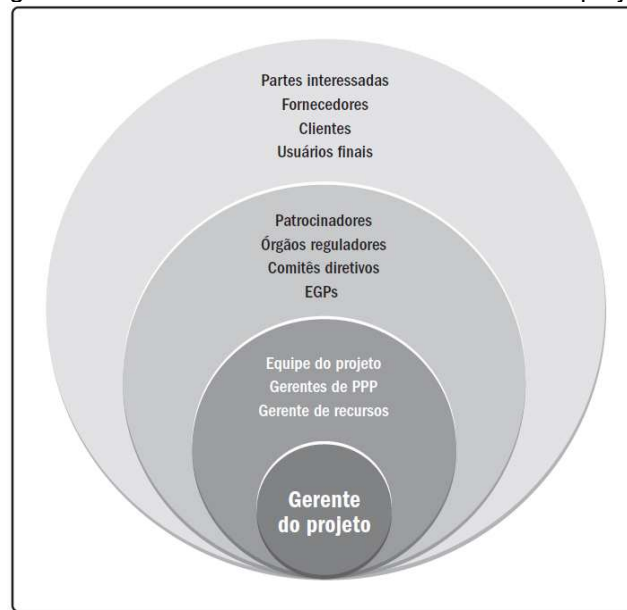 Partes interessadas
Fornecedores
Clientes
Usuários finais
Patrocinadores
Órgãos reguladores
Comitês diretivos
EGPs
Equipe do projeto
Gerentes de PPP
Gerente de recursos
Gerente
do projeto